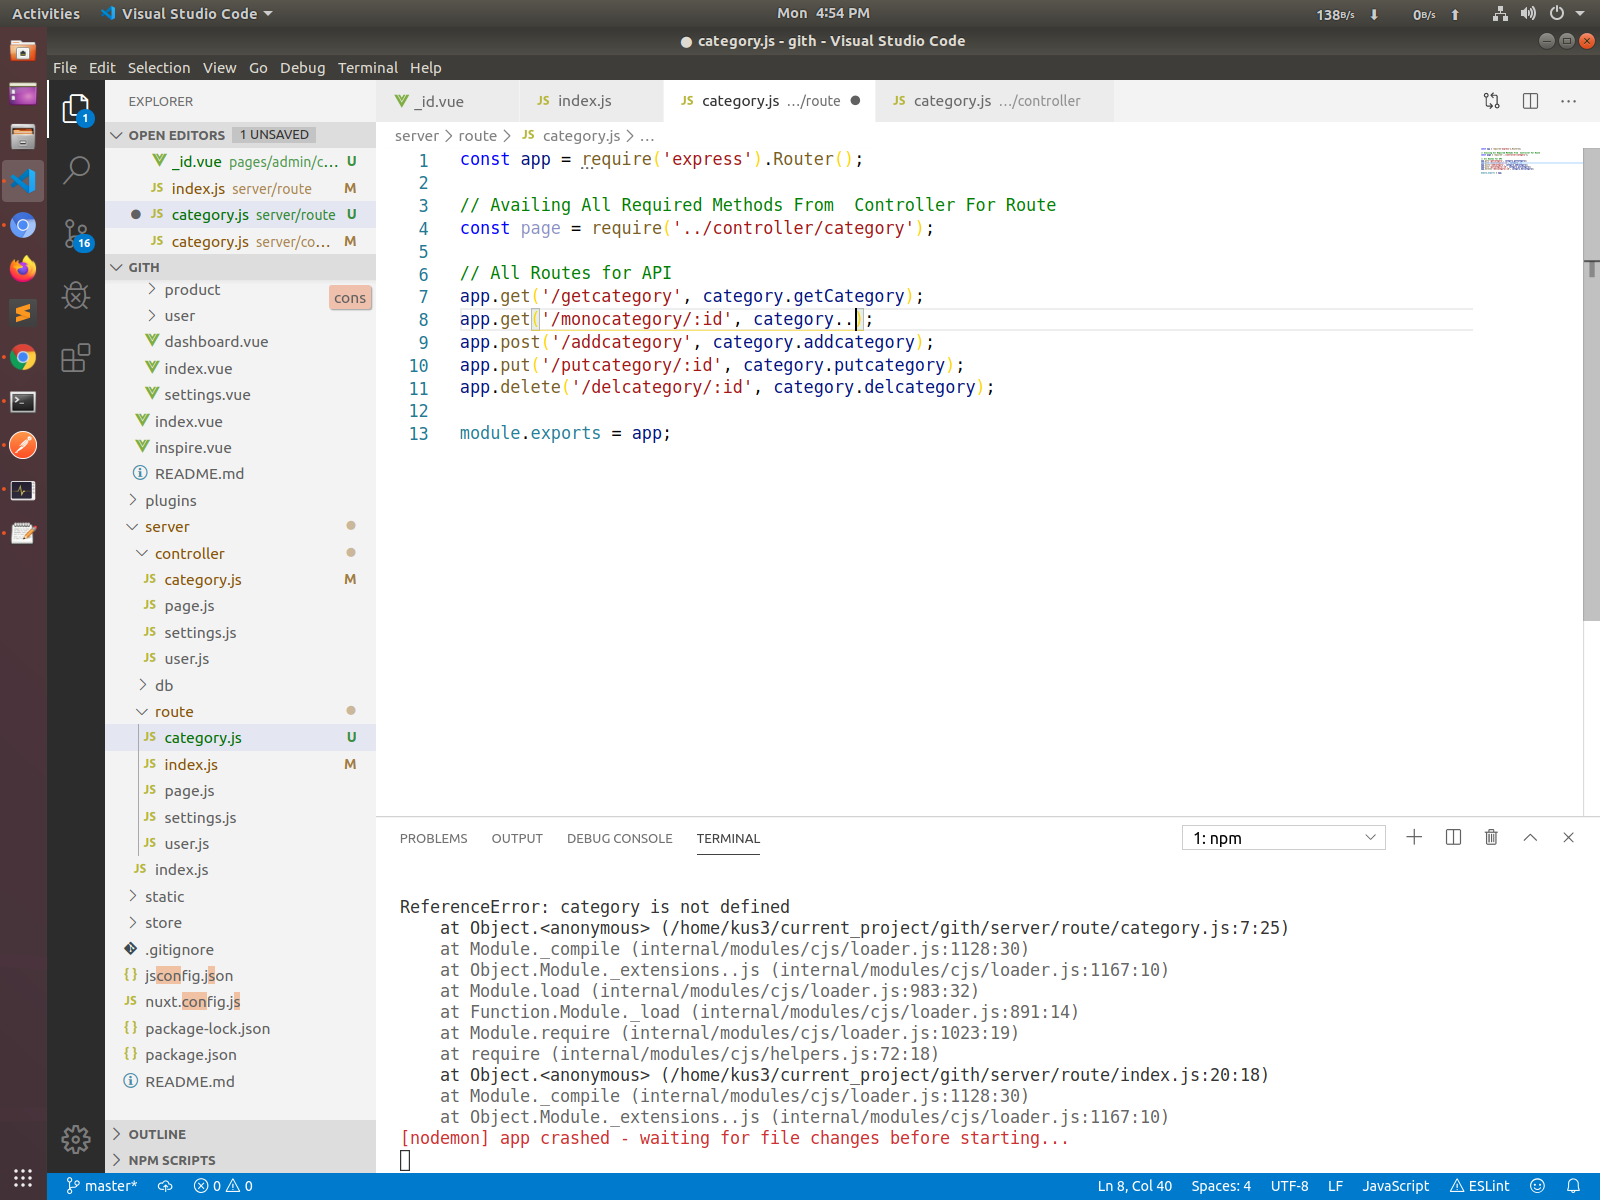 Activities
Visual Studio Code
Mon 4:54 PM
138B/s
0B/s
category.js - gith - Visual Studio Code
File Edit Selection View Go Debug Terminal Help
EXPLORER
OPEN EDITORS 1 UNSAVED
_id.vue pages/admin/c... U
JS index.js server/route M
JS category.js server/route U
JS category.js server/co... M
GITH
product
cons
user
dashboard.vue
index.vue
settings.vue
index.vue
inspire.vue
README.md
plugins
server
controller
JS category.js M
JS page.js
JS settings.js
JS user.js
db
route
JS category.js U
JS index.js M
JS page.js
JS settings.js
JS user.js
JS index.js
static
store
.gitignore
{} jsconfig.json
JS nuxt.config.js
{} package-lock.json
{} package.json
README.md
OUTLINE
NPM SCRIPTS
1
16
_id.vue
JS index.js
JS category.js .../route
JS category.js .../controller
server > route > JS category.js > ...
1 const app = require('express').Router();
2
3 // Availing All Required Methods From  Controller For Route
4 const page = require('../controller/category');
5
6 // All Routes for API
7 app.get('/getcategory', category.getCategory);
8 app.get('/monocategory/:id', category..);
9 app.post('/addcategory', category.addcategory);
10 app.put('/putcategory/:id', category.putcategory);
11 app.delete('/delcategory/:id', category.delcategory);
12
13 module.exports = app;
PROBLEMS OUTPUT DEBUG CONSOLE TERMINAL
1: npm
ReferenceError: category is not defined
at Object.<anonymous> (/home/kus3/current_project/gith/server/route/category.js:7:25)
at Module._compile (internal/modules/cjs/loader.js:1128:30)
at Object.Module._extensions..js (internal/modules/cjs/loader.js:1167:10)
at Module.load (internal/modules/cjs/loader.js:983:32)
at Function.Module._load (internal/modules/cjs/loader.js:891:14)
at Module.require (internal/modules/cjs/loader.js:1023:19)
at require (internal/modules/cjs/helpers.js:72:18)
at Object.<anonymous> (/home/kus3/current_project/gith/server/route/index.js:20:18)
at Module._compile (internal/modules/cjs/loader.js:1128:30)
at Object.Module._extensions..js (internal/modules/cjs/loader.js:1167:10)
[nodemon] app crashed - waiting for file changes before starting...
master* 0 0
Ln 8, Col 40 Spaces: 4 UTF-8 LF JavaScript ESLint